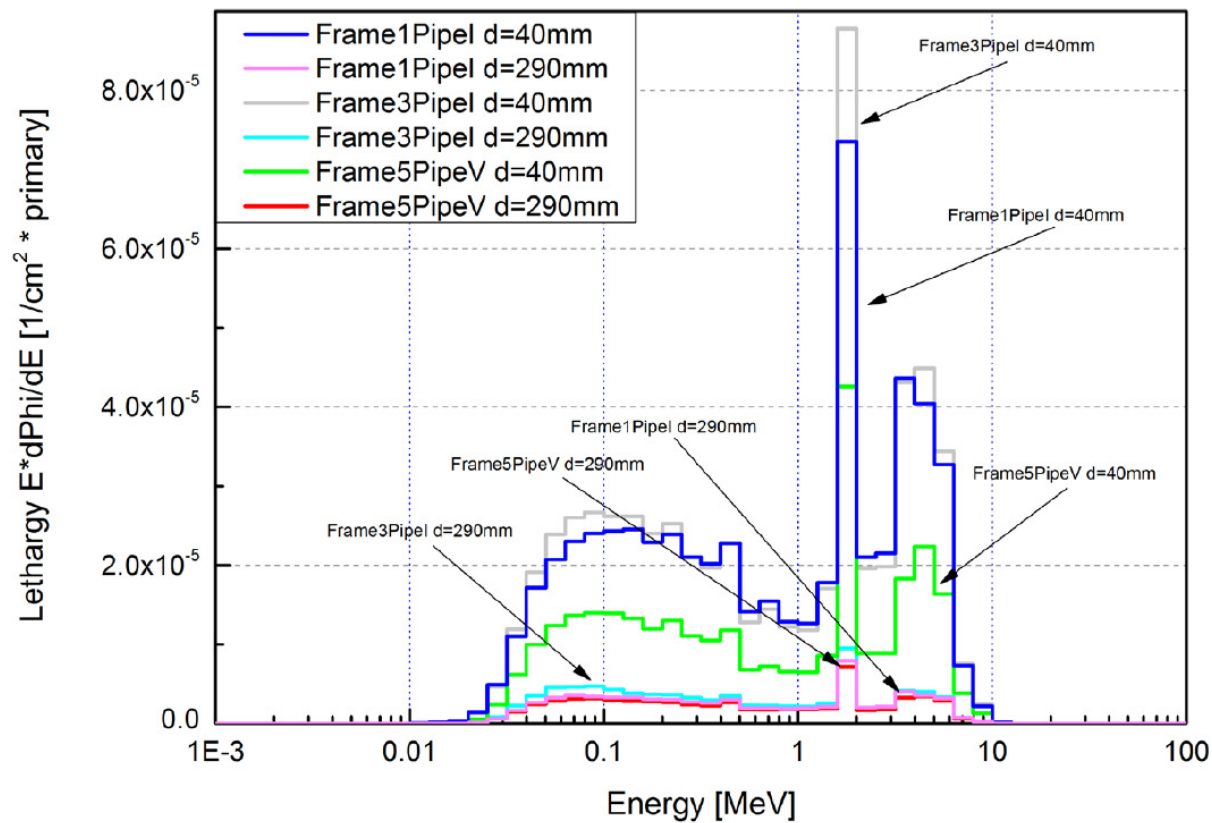 Frame1PipeI d=40mm
Frame1PipeI d=290mm
Frame3PipeI d=40mm
Frame3PipeI d=290mm
Frame5PipeV d=40mm
Frame5PipeV d=290mm
Frame3PipeI d=40mm
Frame1PipeI d=40mm
Frame1PipeI d=290mm
Frame5PipeV d=290mm
Frame5PipeV d=40mm
Frame3PipeI d=290mm
Lethargy E*dPhi/dE [1/cm² * primary]
8.0x10⁻⁵
6.0x10⁻⁵
4.0x10⁻⁵
2.0x10⁻⁵
0.0
1E-3 0.01 0.1 1 10 100
Energy [MeV]